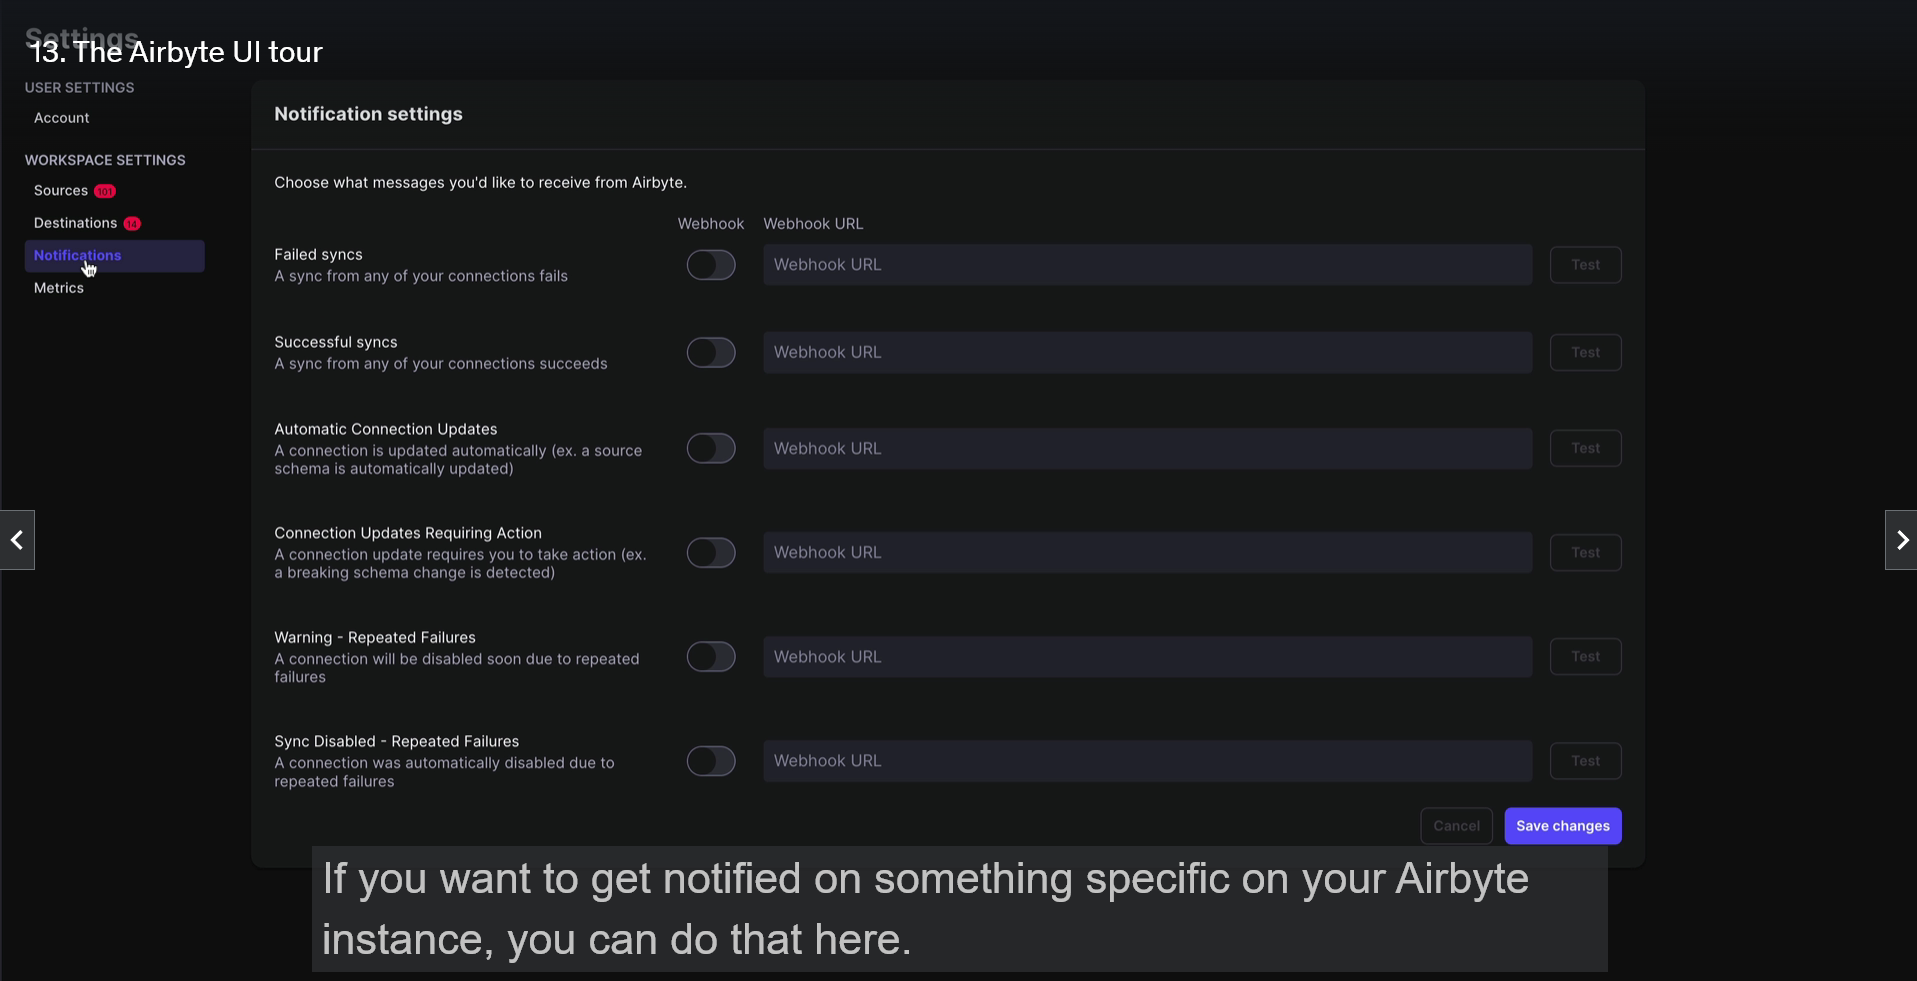 Settings
13. The Airbyte UI tour
USER SETTINGS
Account
WORKSPACE SETTINGS
Sources 101
Destinations 14
Notifications
Metrics
Notification settings
Choose what messages you'd like to receive from Airbyte.
Webhook Webhook URL
Failed syncs
A sync from any of your connections fails
Webhook URL
Test
Successful syncs
A sync from any of your connections succeeds
Webhook URL
Test
Automatic Connection Updates
A connection is updated automatically (ex. a source
schema is automatically updated)
Webhook URL
Test
Connection Updates Requiring Action
A connection update requires you to take action (ex.
a breaking schema change is detected)
Webhook URL
Test
Warning - Repeated Failures
A connection will be disabled soon due to repeated
failures
Webhook URL
Test
Sync Disabled - Repeated Failures
A connection was automatically disabled due to
repeated failures
Webhook URL
Test
Cancel
Save changes
If you want to get notified on something specific on your Airbyte
instance, you can do that here.